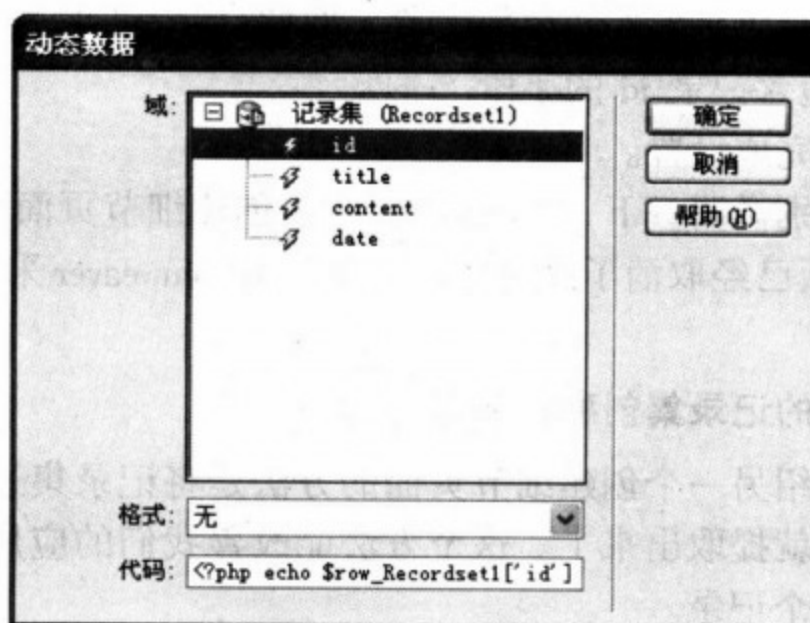 动态数据
域:
记录集 (Recordset1)
id
title
content
date
确定
取消
帮助(H)
格式: 无
代码: <?php echo $row_Recordset1['id']